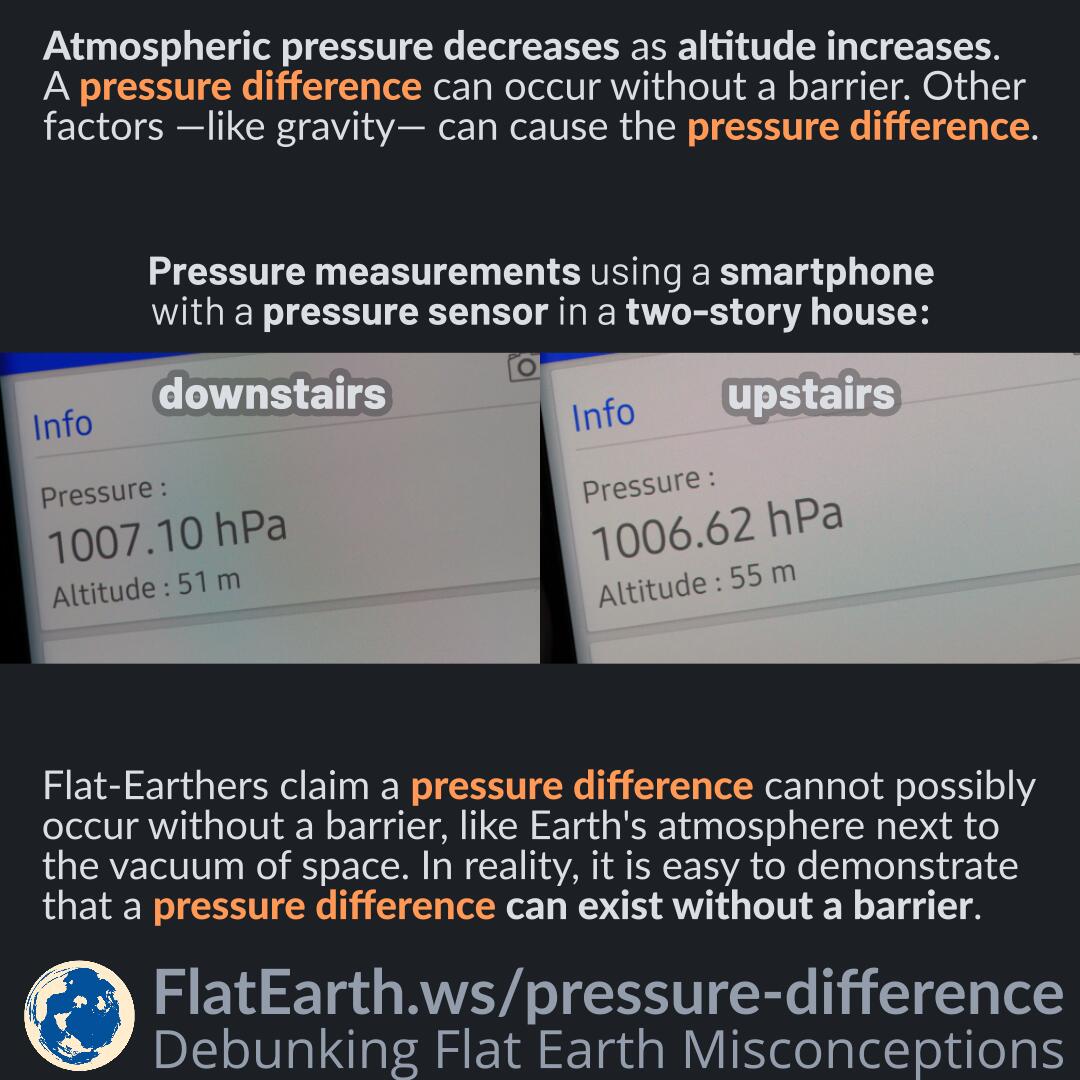 Atmospheric pressure decreases as altitude increases.
A pressure difference can occur without a barrier. Other
factors —like gravity— can cause the pressure difference.
Pressure measurements using a smartphone
with a pressure sensor in a two-story house:
downstairs
Info
Pressure :
1007.10 hPa
Altitude : 51 m
upstairs
Info
Pressure :
1006.62 hPa
Altitude : 55 m
Flat-Earthers claim a pressure difference cannot possibly
occur without a barrier, like Earth's atmosphere next to
the vacuum of space. In reality, it is easy to demonstrate
that a pressure difference can exist without a barrier.
FlatEarth.ws/pressure-difference
Debunking Flat Earth Misconceptions